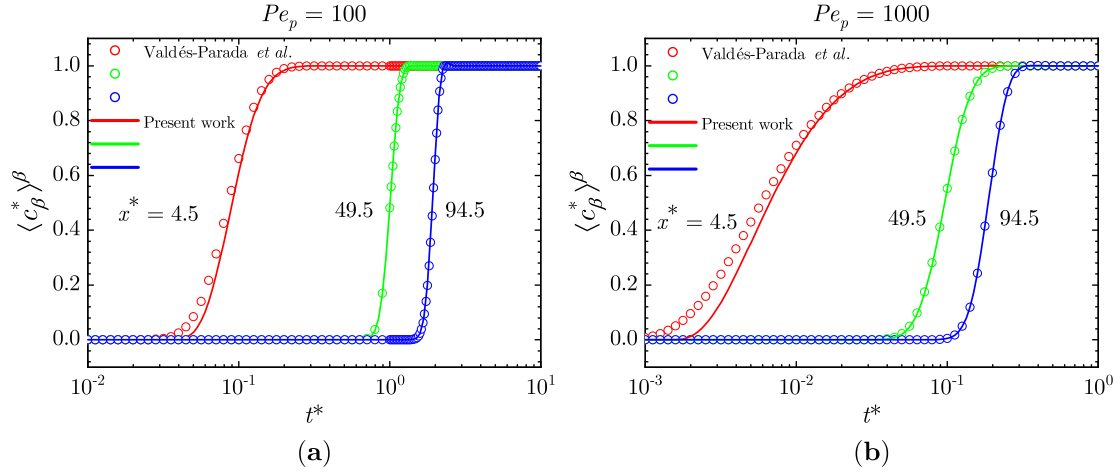 Pe_p = 100
Valdés-Parada et al.
Present work
x* = 4.5
49.5
94.5
⟨c*_β⟩^β
1.0
0.8
0.6
0.4
0.2
0.0
10^-2
10^-1
10^0
10^1
t*
(a)
Pe_p = 1000
Valdés-Parada et al.
Present work
x* = 4.5
49.5
94.5
⟨c*_β⟩^β
1.0
0.8
0.6
0.4
0.2
0.0
10^-3
10^-2
10^-1
10^0
t*
(b)